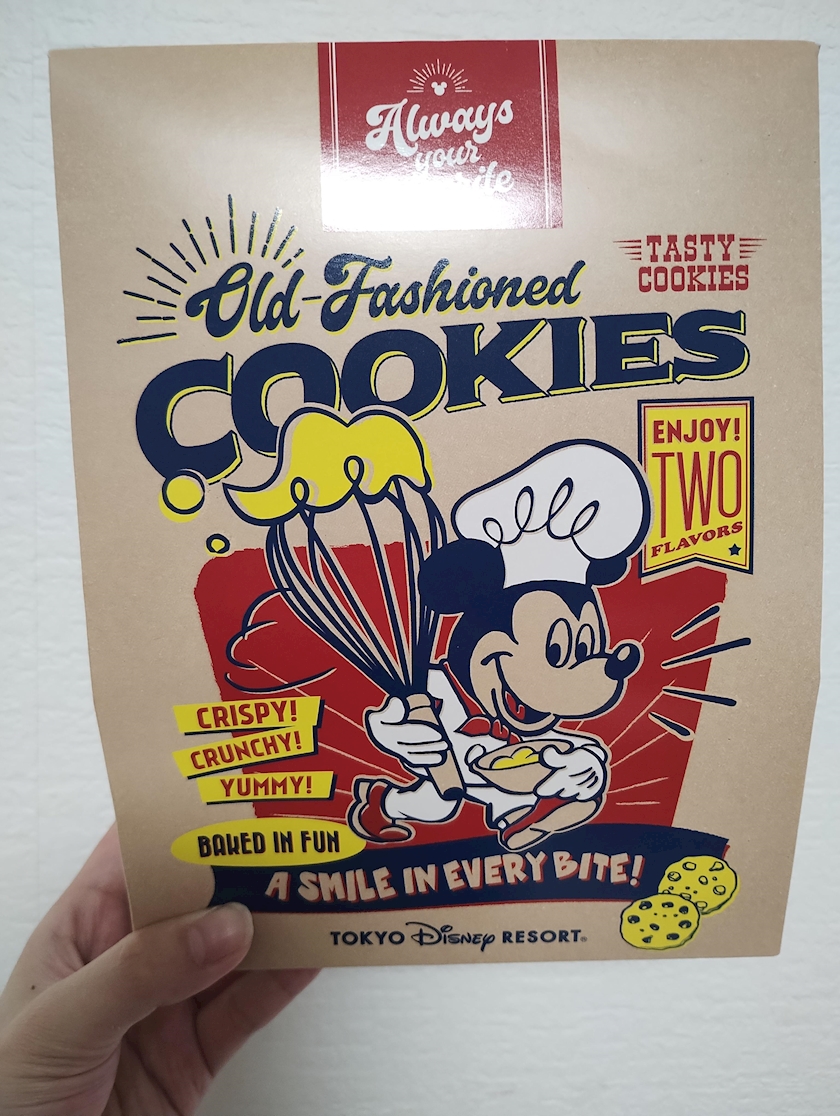 Always
your
Old-Fashioned
COOKIES
TASTY
COOKIES
ENJOY!
TWO
FLAVORS
CRISPY!
CRUNCHY!
YUMMY!
BAKED IN FUN
A SMILE IN EVERY BITE!
TOKYO Disney RESORT®